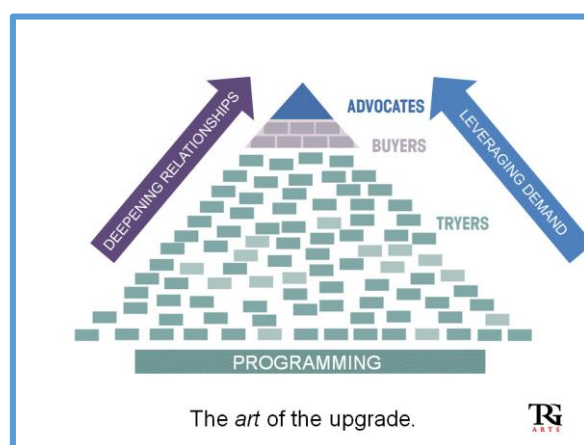 DEEPENING RELATIONSHIPS
ADVOCATES
BUYERS
LEVERAGING DEMAND
TRYERS
PROGRAMMING
The art of the upgrade.
TRG
ARTS